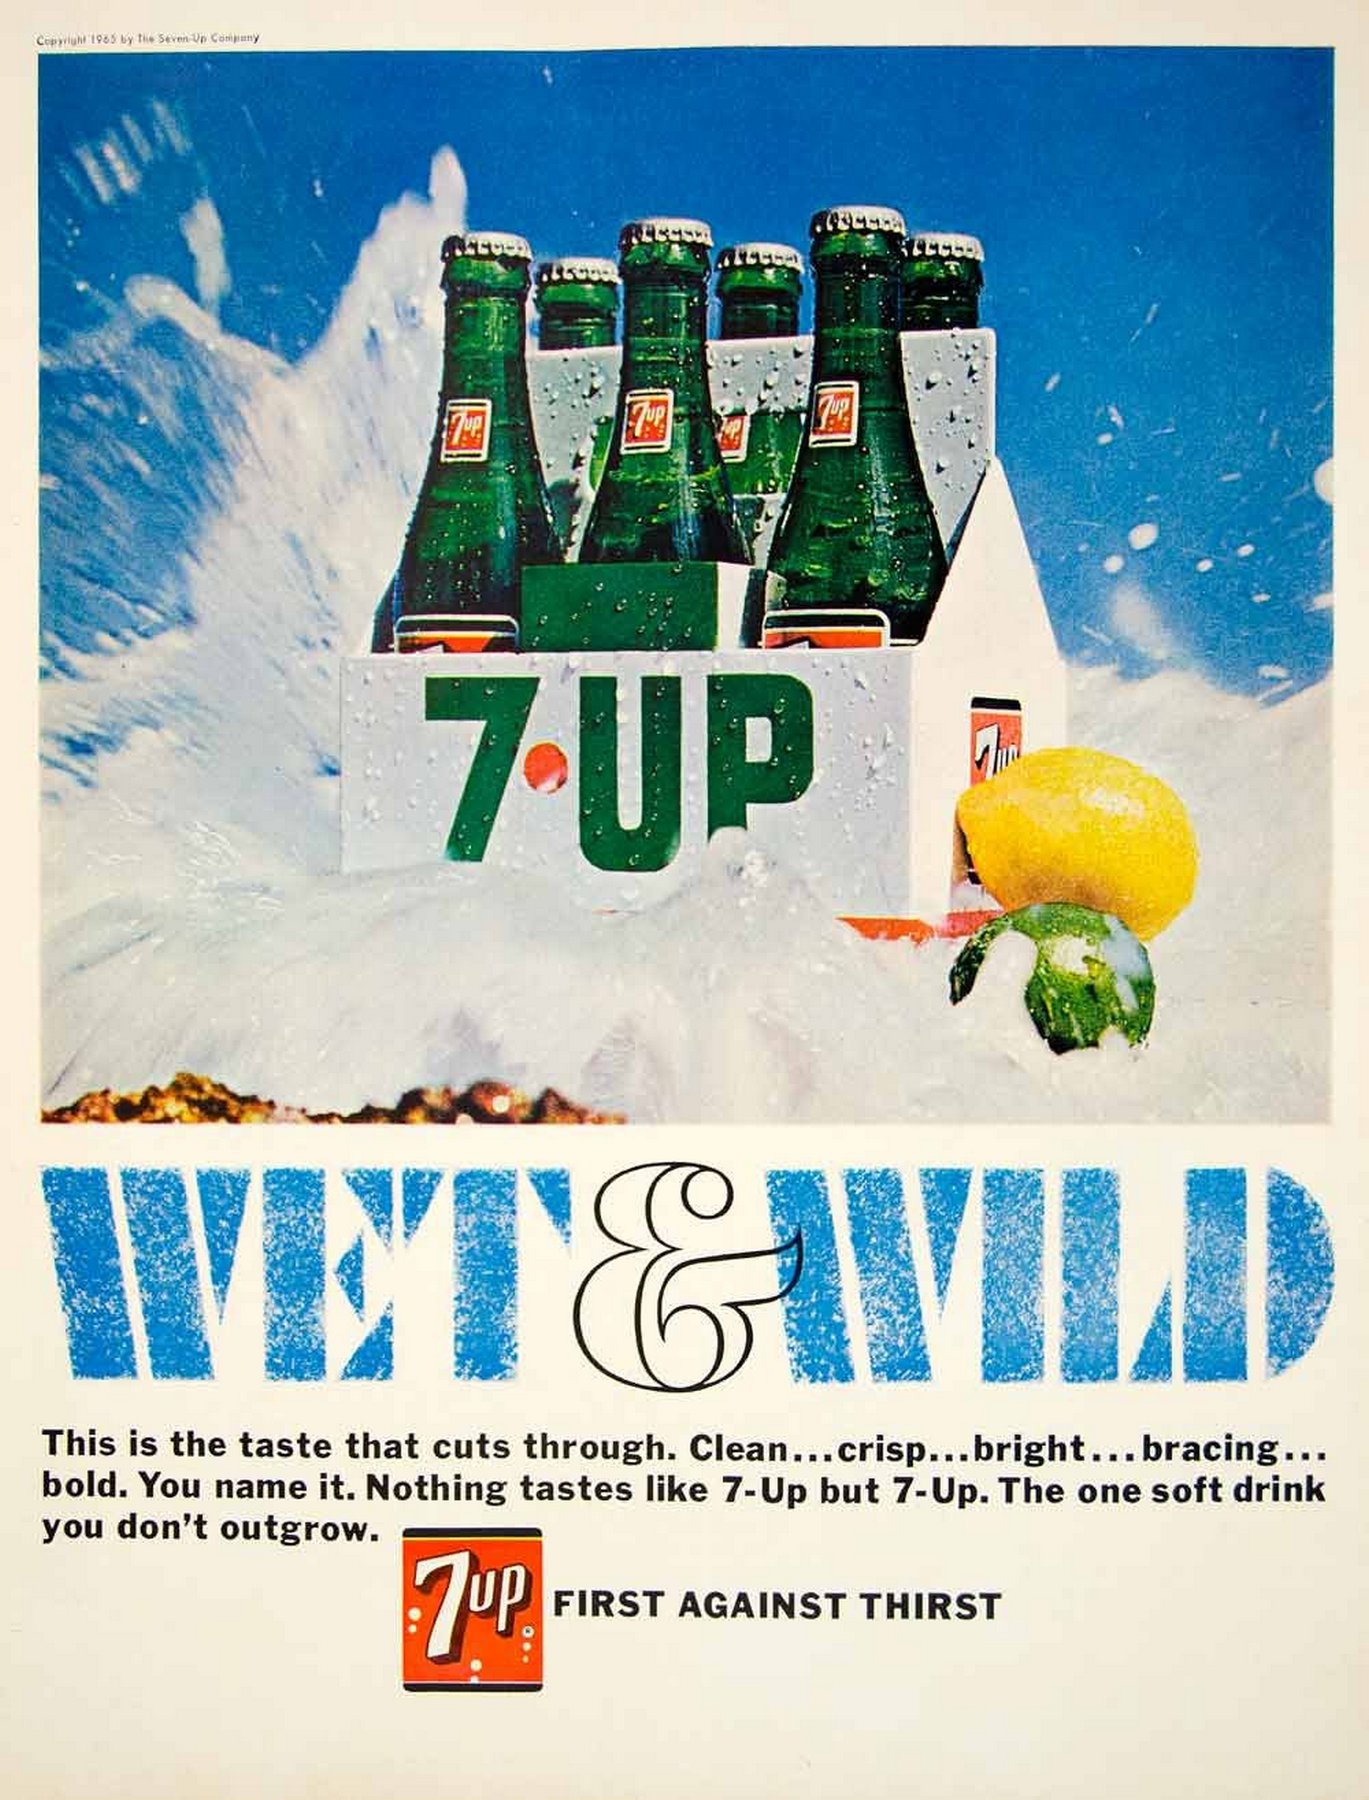 Copyright 1965 by The Seven-Up Company
7up
7up
7up
7up
7·UP
7up
WET & WILD
This is the taste that cuts through. Clean...crisp...bright...bracing...
bold. You name it. Nothing tastes like 7-Up but 7-Up. The one soft drink
you don't outgrow.
7up
FIRST AGAINST THIRST